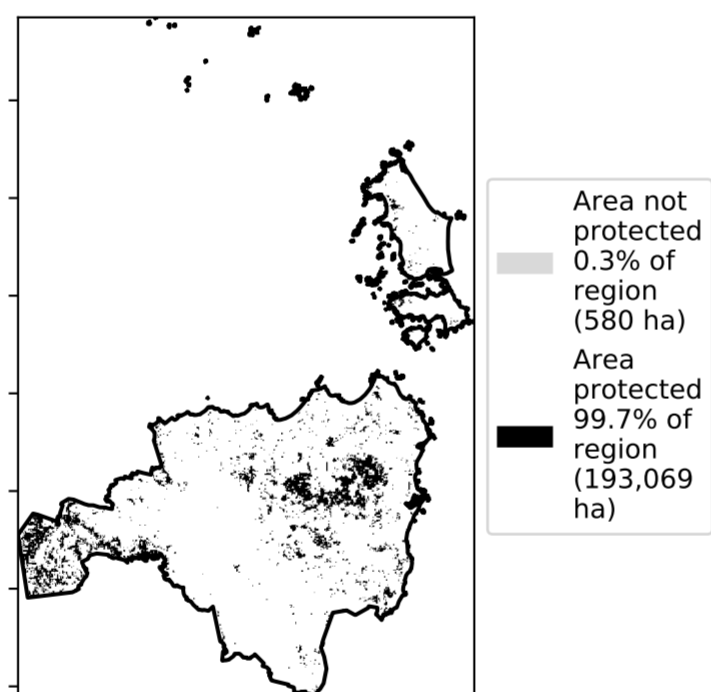 Area not
protected
0.3% of
region
(580 ha)
Area
protected
99.7% of
region
(193,069
ha)